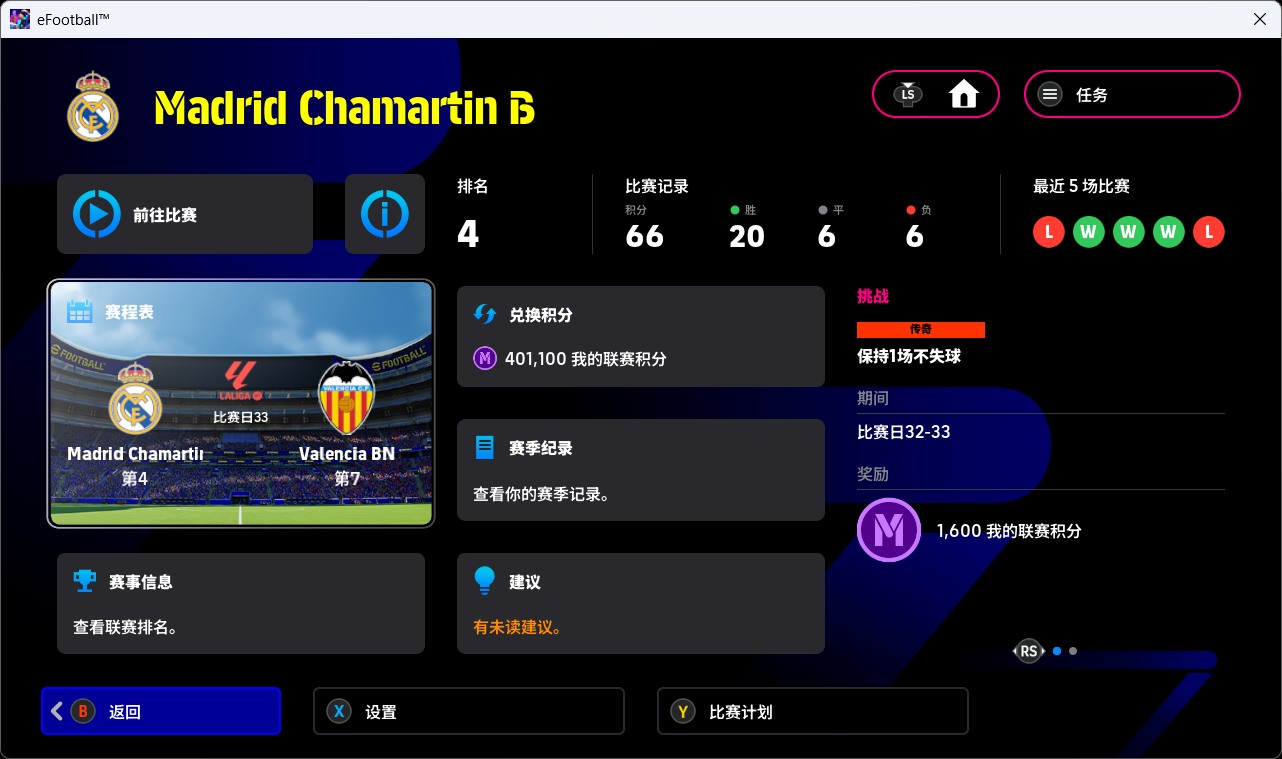 eFootball™
Madrid Chamartin B
LS
任务
前往比赛
排名
4
比赛记录
积分 胜 平 负
66 20 6 6
最近 5 场比赛
L W W W L
赛程表
EFOOTBALL™
EFOOTBALL™
LALIGA
VALENCIA C.F.
比赛日33
Madrid Chamartin
Valencia BN
第4
第7
兑换积分
401,100 我的联赛积分
赛季纪录
查看你的赛季记录。
挑战
传奇
保持1场不失球
期间
比赛日32-33
奖励
1,600 我的联赛积分
赛事信息
查看联赛排名。
建议
有未读建议。
RS
B 返回
X 设置
Y 比赛计划